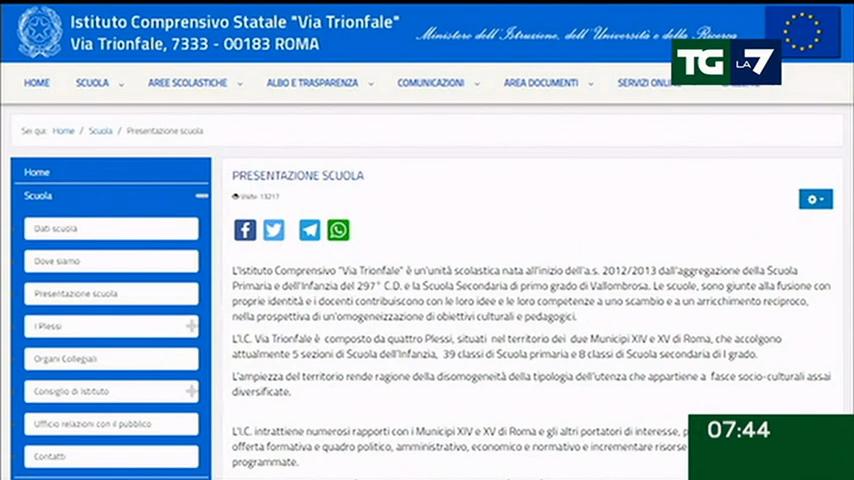 Istituto Comprensivo Statale "Via Trionfale"
Via Trionfale, 7333 - 00183 ROMA
Ministero dell'Istruzione, dell'Università e della Ricerca
TG LA7
HOME SCUOLA AREE SCOLASTICHE ALBO E TRASPARENZA COMUNICAZIONI AREA DOCUMENTI SERVIZI ONLINE
Sei qui: Home / Scuola / Presentazione scuola
Home
Scuola
Dati scuola
Dove siamo
Presentazione scuola
I Plessi
Organi Collegiali
Consiglio di Istituto
Ufficio relazioni con il pubblico
Contatti
PRESENTAZIONE SCUOLA
Visite: 13217
L'Istituto Comprensivo "Via Trionfale" è un'unità scolastica nata all'inizio dell'a.s. 2012/2013 dall'aggregazione della Scuola
Primaria e dell'Infanzia del 297° C.D. e la Scuola Secondaria di primo grado di Vallombrosa. Le scuole, sono giunte alla fusione con
proprie identità e i docenti contribuiscono con le loro idee e le loro competenze a uno scambio e a un arricchimento reciproco,
nella prospettiva di un'omogeneizzazione di obiettivi culturali e pedagogici.
L'I.C. Via Trionfale è composto da quattro Plessi, situati nel territorio dei due Municipi XIV e XV di Roma, che accolgono
attualmente 5 sezioni di Scuola dell'Infanzia, 39 classi di Scuola primaria e 8 classi di Scuola secondaria di I grado.
L'ampiezza del territorio rende ragione della disomogeneità della tipologia dell'utenza che appartiene a fasce socio-culturali assai
diversificate.
L'I.C. intrattiene numerosi rapporti con i Municipi XIV e XV di Roma e gli altri portatori di interesse,
offerta formativa e quadro politico, amministrativo, economico e normativo e incrementare risorse
programmate.
07:44